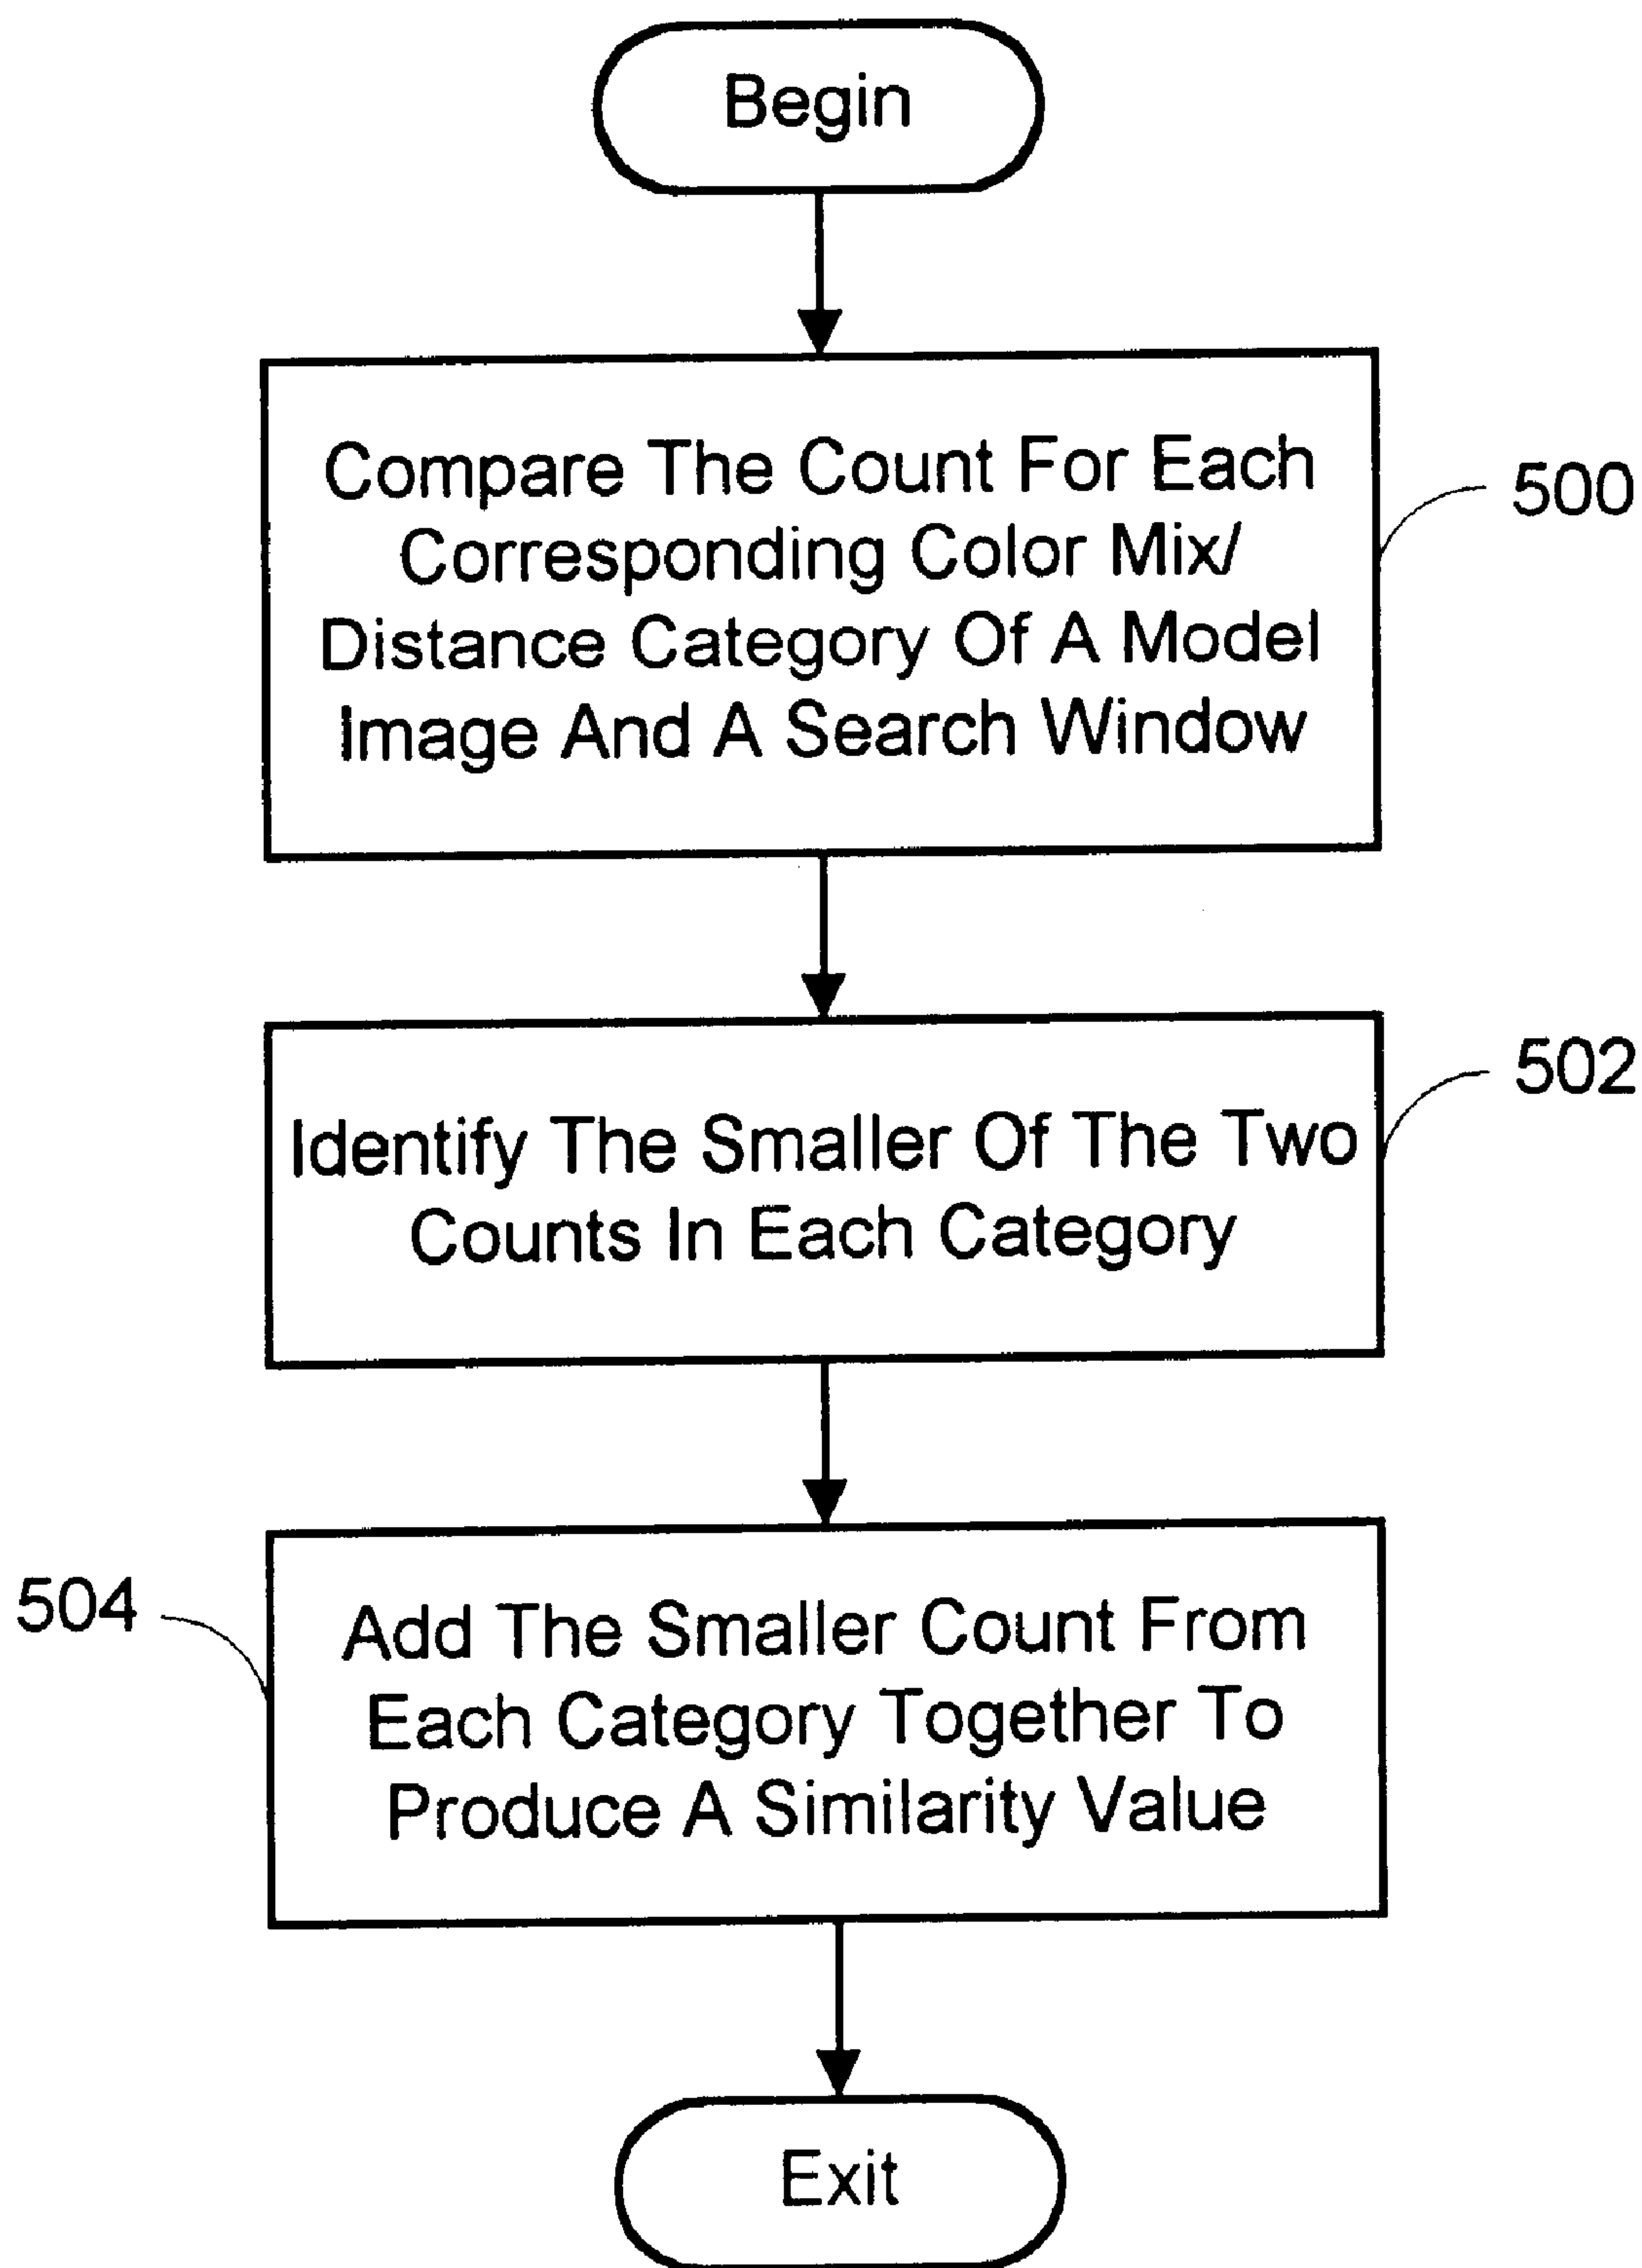 Begin
Compare The Count For Each
Corresponding Color Mix/
Distance Category Of A Model
Image And A Search Window
500
Identify The Smaller Of The Two
Counts In Each Category
502
504
Add The Smaller Count From
Each Category Together To
Produce A Similarity Value
Exit